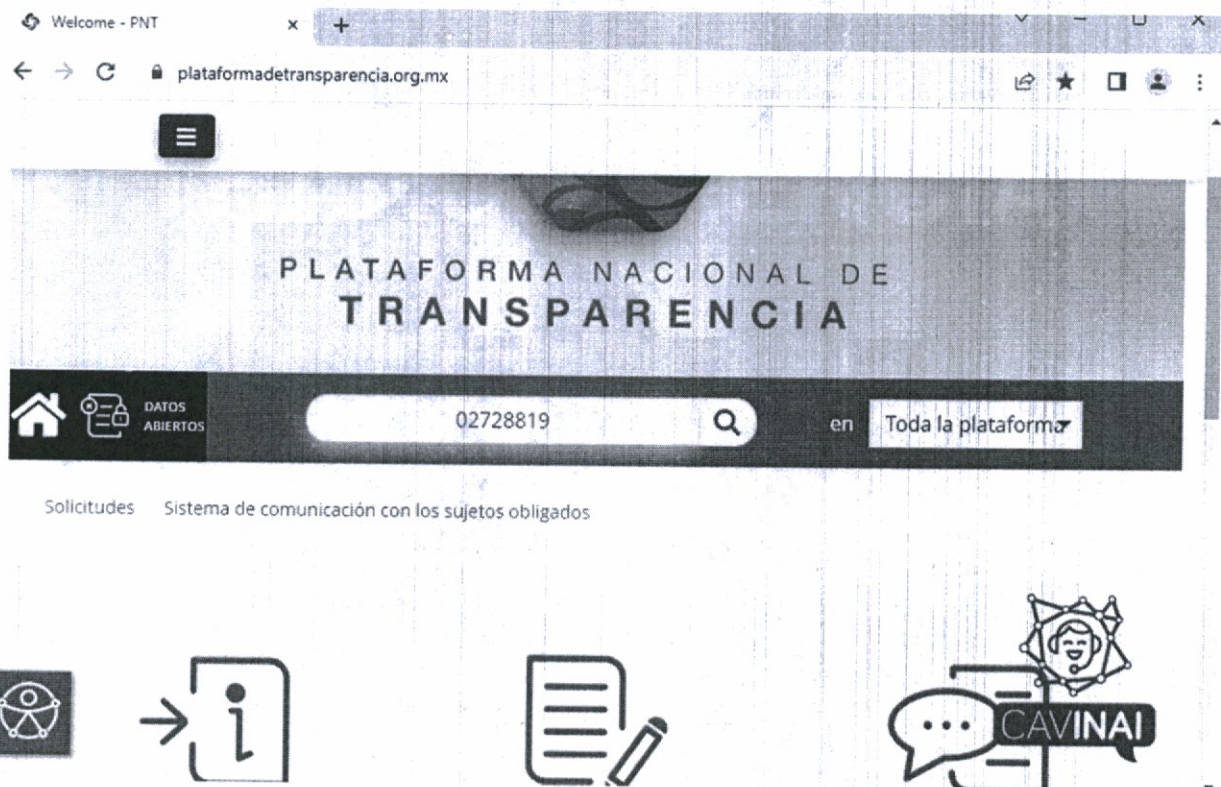 Welcome - PNT
plataformadetransparencia.org.mx
PLATAFORMA NACIONAL DE
TRANSPARENCIA
DATOS
ABIERTOS
02728819
en
Toda la plataforma
Solicitudes
Sistema de comunicación con los sujetos obligados
CAVINAI